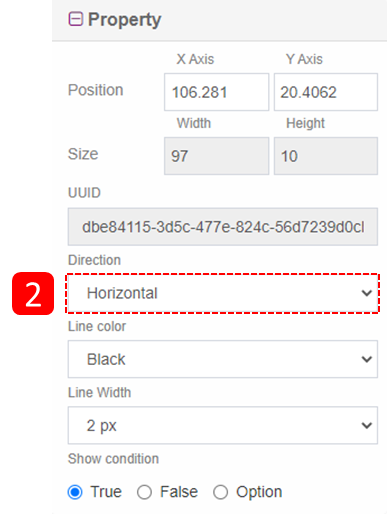 Property
X Axis Y Axis
Position 106.281 20.4062
Width Height
Size 97 10
UUID
dbe84115-3d5c-477e-824c-56d7239d0cl
Direction
2 Horizontal
Line color
Black
Line Width
2 px
Show condition
True False Option